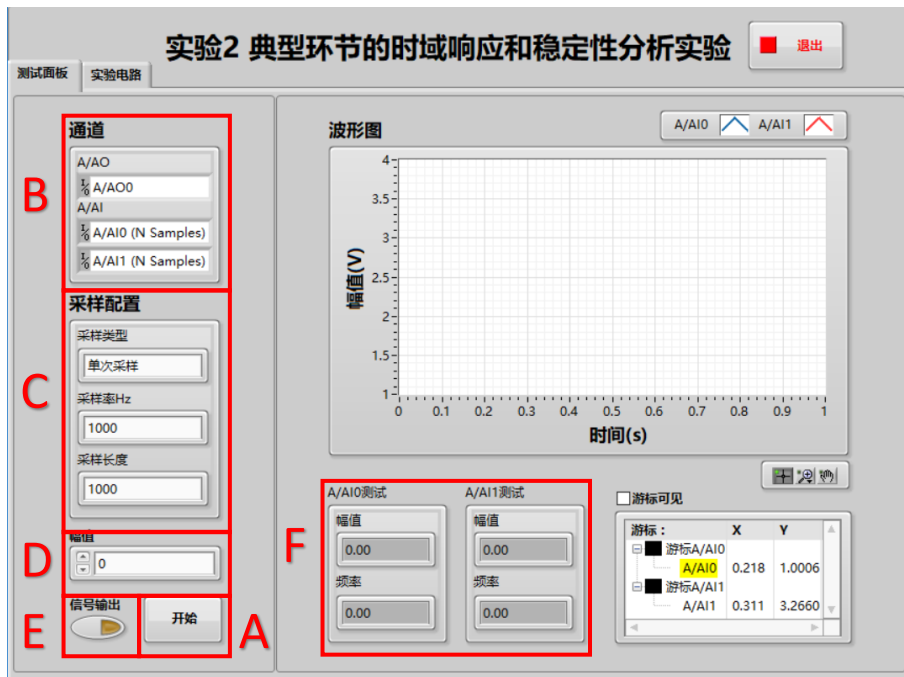 实验2 典型环节的时域响应和稳定性分析实验
退出
测试面板
实验电路
通道
A/AO
A/AO0
A/AI
A/AI0 (N Samples)
A/AI1 (N Samples)
B
采样配置
采样类型
单次采样
采样率Hz
1000
采样长度
1000
C
幅值
0
D
信号输出
E
开始
A
波形图
A/AI0
A/AI1
幅值(V)
4
3.5
3
2.5
2
1.5
1
0 0.1 0.2 0.3 0.4 0.5 0.6 0.7 0.8 0.9 1
时间(s)
F
A/AI0测试
幅值
0.00
频率
0.00
A/AI1测试
幅值
0.00
频率
0.00
游标可见
游标: X Y
游标A/AI0
A/AI0 0.218 1.0006
游标A/AI1
A/AI1 0.311 3.2660